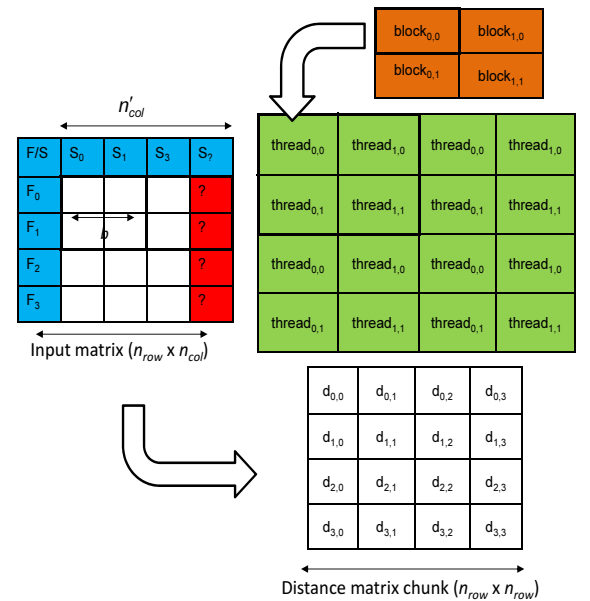 block0,0 block1,0
block0,1 block1,1
n'col
F/S S0 S1 S3 S?
F0 ?
F1 b ?
F2 ?
F3 ?
Input matrix (nrow x ncol)
thread0,0 thread1,0 thread0,0 thread1,0
thread0,1 thread1,1 thread0,1 thread1,1
thread0,0 thread1,0 thread0,0 thread1,0
thread0,1 thread1,1 thread0,1 thread1,1
d0,0 d0,1 d0,2 d0,3
d1,0 d1,1 d1,2 d1,3
d2,0 d2,1 d2,2 d2,3
d3,0 d3,1 d3,2 d3,3
Distance matrix chunk (nrow x nrow)